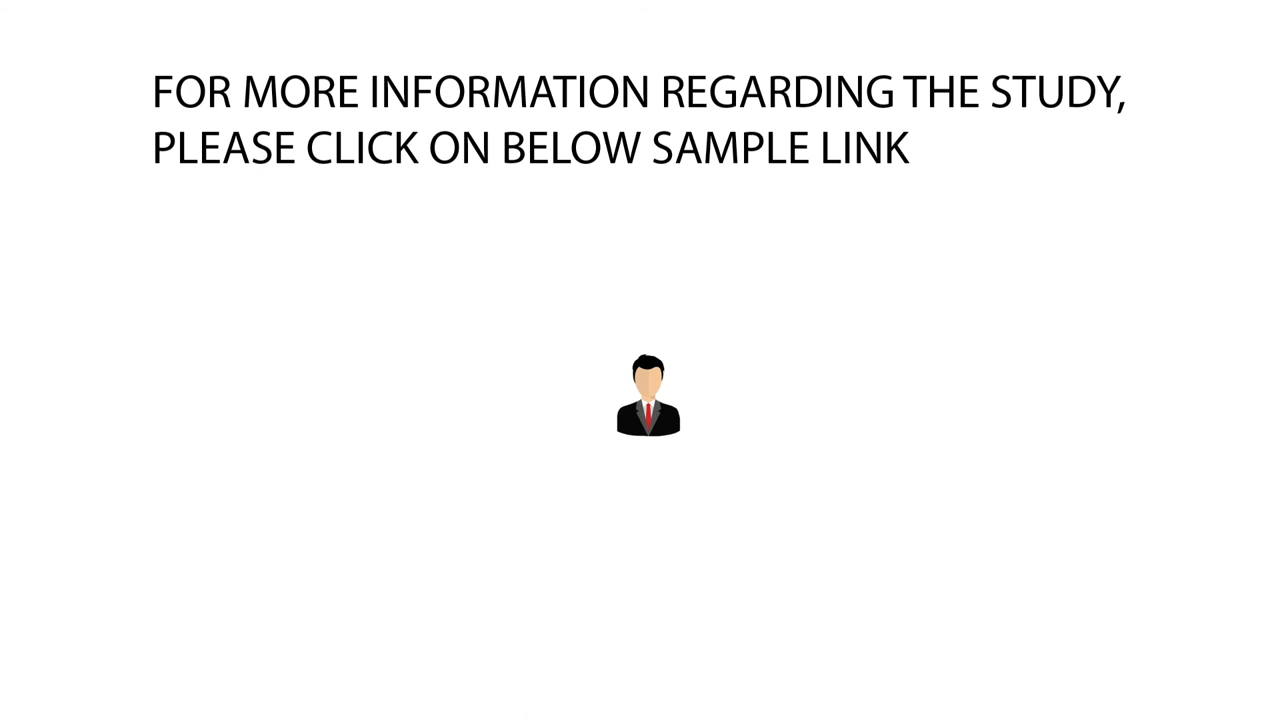 FOR MORE INFORMATION REGARDING THE STUDY,
PLEASE CLICK ON BELOW SAMPLE LINK